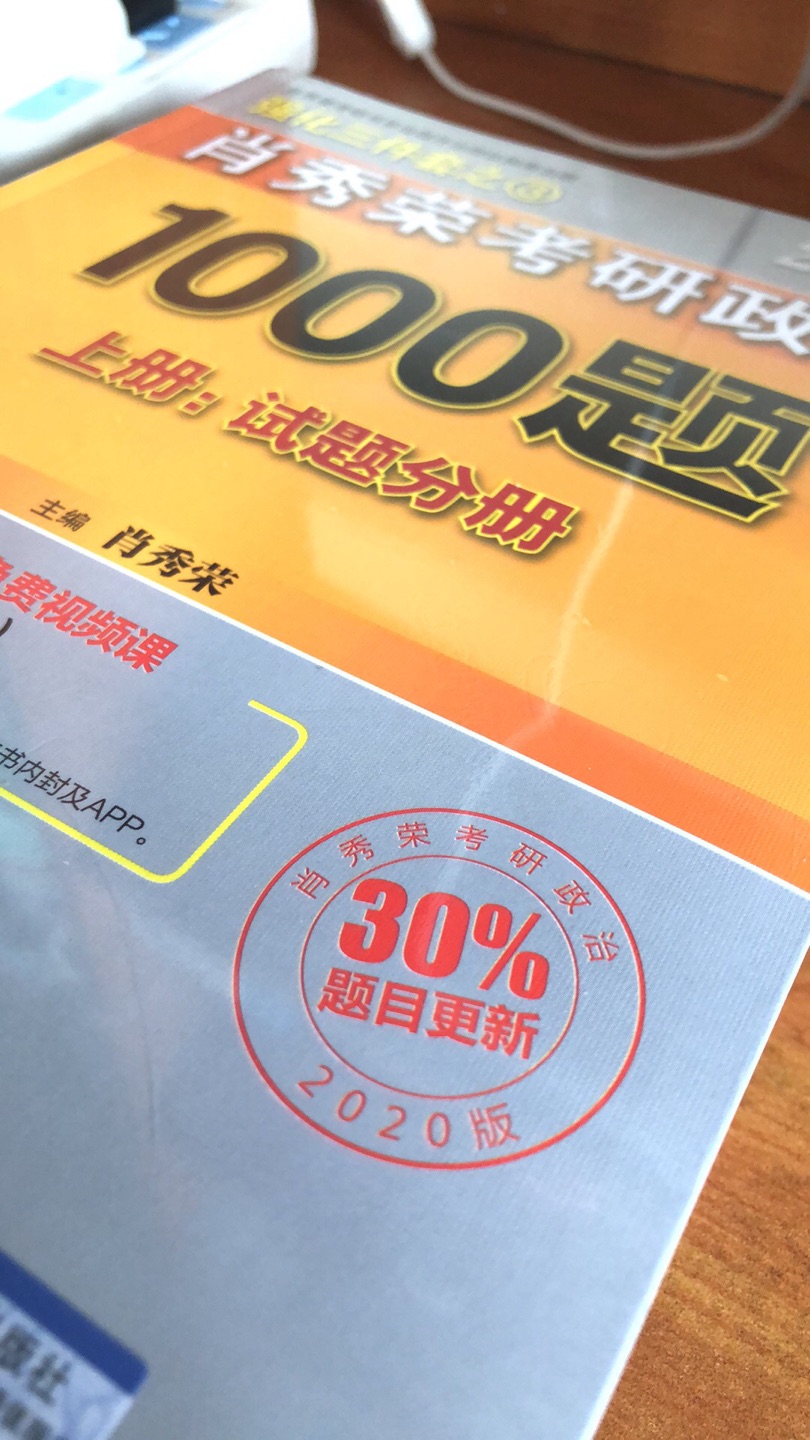 强化三件套之③
肖秀荣考研政
1000题
上册：试题分册
主编 肖秀荣
免费视频课
)
书内封及APP。
肖秀荣考研政治
30%
题目更新
2020版
版社